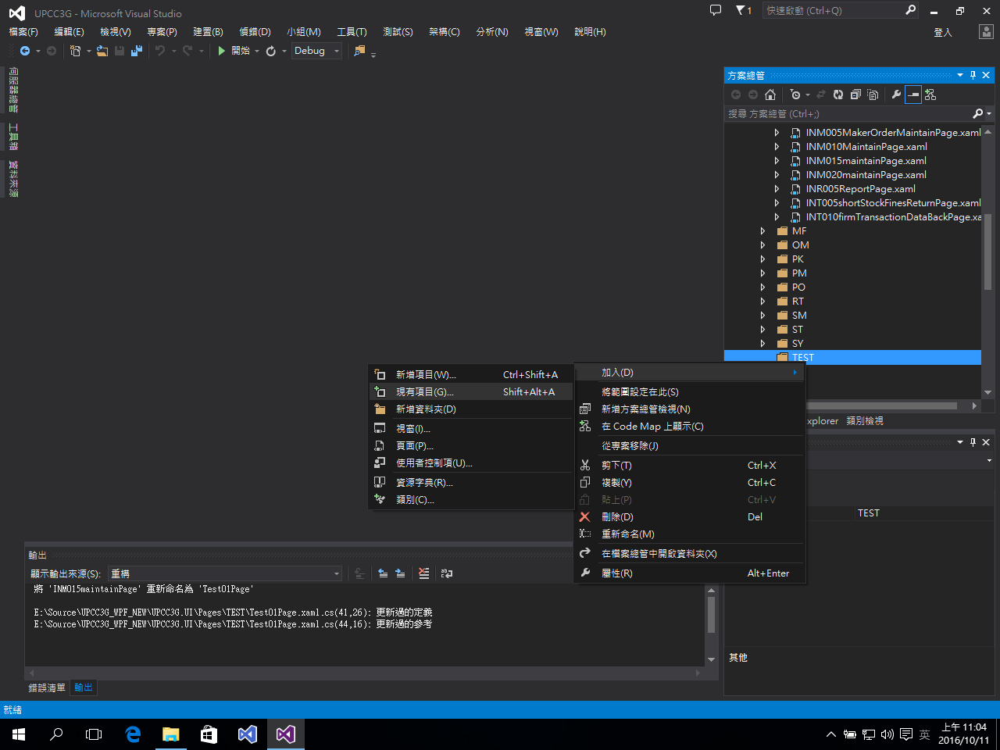 UPCC3G - Microsoft Visual Studio
1
快速啟動 (Ctrl+Q)
檔案(F) 編輯(E) 檢視(V) 專案(P) 建置(B) 偵錯(D) 小組(M) 工具(T) 測試(S) 架構(C) 分析(N) 視窗(W) 說明(H)
登入
開始 Debug
伺服器總管
工具箱
資料來源
方案總管
搜尋 方案總管 (Ctrl+;)
INM005MakerOrderMaintainPage.xaml
INM010MaintainPage.xaml
INM015maintainPage.xaml
INM020maintainPage.xaml
INR005ReportPage.xaml
INT005shortStockFinesReturnPage.xaml
INT010firmTransactionDataBackPage.xa
MF
OM
PK
PM
PO
RT
SM
ST
SY
TEST
新增項目(W)... Ctrl+Shift+A
現有項目(G)... Shift+Alt+A
新增資料夾(D)
視窗(I)...
頁面(P)...
使用者控制項(U)...
資源字典(R)...
類別(C)...
加入(D)
將範圍設定在此(S)
新增方案總管檢視(N)
在 Code Map 上顯示(C)
從專案移除(J)
剪下(T) Ctrl+X
複製(Y) Ctrl+C
貼上(P) Ctrl+V
刪除(D) Del
重新命名(M)
在檔案總管中開啟資料夾(X)
屬性(R) Alt+Enter
xplorer 類別檢視
TEST
其他
輸出
顯示輸出來源(S): 重構
將 'INM015maintainPage' 重新命名為 'Test01Page'
E:\Source\UPCC3G_WPF_NEW\UPCC3G.UI\Pages\TEST\Test01Page.xaml.cs(41,26): 更新過的定義
E:\Source\UPCC3G_WPF_NEW\UPCC3G.UI\Pages\TEST\Test01Page.xaml.cs(44,16): 更新過的參考
錯誤清單 輸出
就緒
英
上午 11:04
2016/10/11